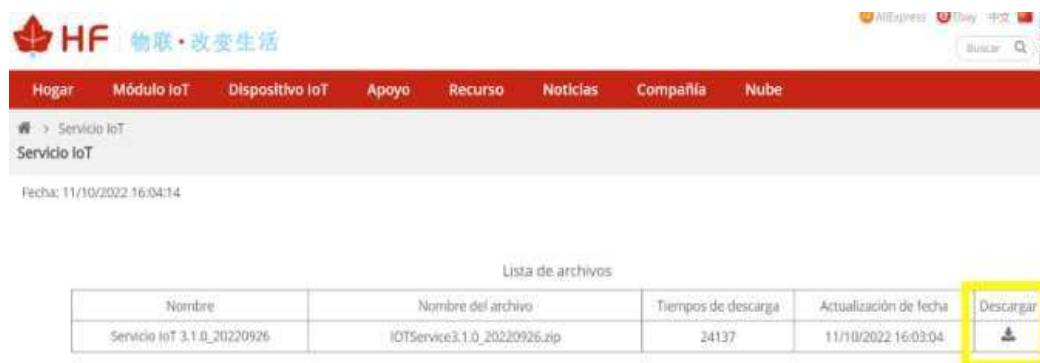 AliExpress Ebay 中文
HF 物联·改变生活
Buscar
Hogar Módulo IoT Dispositivo IoT Apoyo Recurso Noticias Compañía Nube
> Servicio IoT
Servicio IoT
Fecha: 11/10/2022 16:04:14
Lista de archivos
Nombre Nombre del archivo Tiempos de descarga Actualización de fecha Descargar
Servicio IoT 3.1.0_20220926 IOTService3.1.0_20220926.zip 24137 11/10/2022 16:03:04